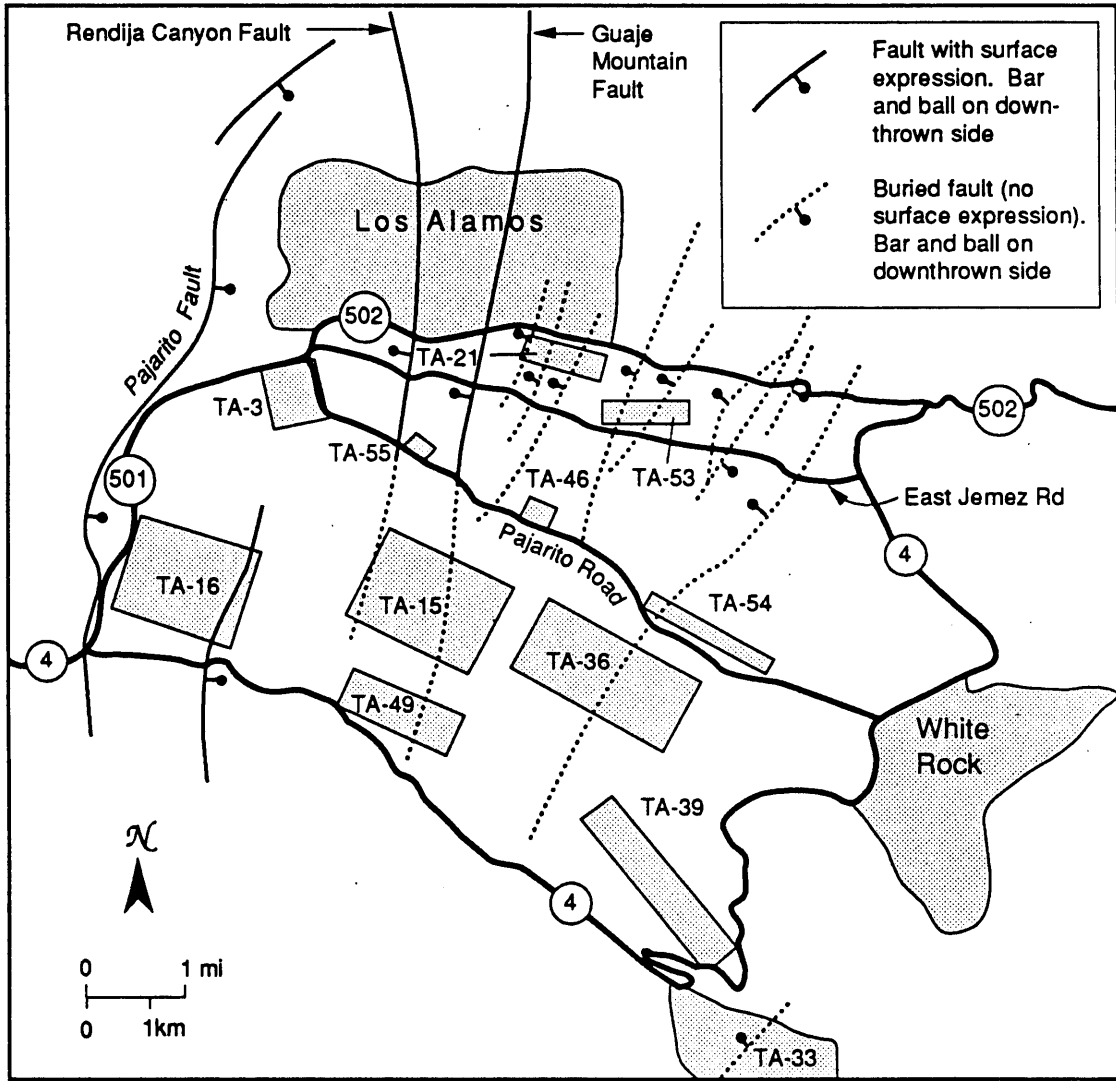 Rendija Canyon Fault
Guaje
Mountain
Fault
Fault with surface
expression. Bar
and ball on down-
thrown side
Buried fault (no
surface expression).
Bar and ball on
downthrown side
Los Alamos
Pajarito Fault
502
TA-21
TA-3
TA-55
TA-46
TA-53
502
501
East Jemez Rd
Pajarito Road
4
TA-16
TA-15
TA-54
TA-36
4
TA-49
White
Rock
TA-39
N
4
0 1 mi
0 1km
TA-33